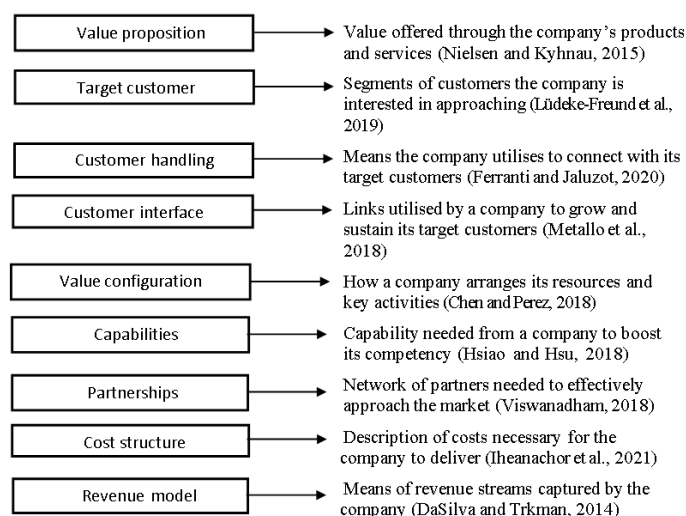 Value proposition
Value offered through the company's products
and services (Nielsen and Kyhnau, 2015)
Target customer
Segments of customers the company is
interested in approaching (Lüdeke-Freund et al.,
2019)
Customer handling
Means the company utilises to connect with its
target customers (Ferranti and Jaluzot, 2020)
Customer interface
Links utilised by a company to grow and
sustain its target customers (Metallo et al.,
2018)
Value configuration
How a company arranges its resources and
key activities (Chen and Perez, 2018)
Capabilities
Capability needed from a company to boost
its competency (Hsiao and Hsu, 2018)
Partnerships
Network of partners needed to effectively
approach the market (Viswanadham, 2018)
Cost structure
Description of costs necessary for the
company to deliver (Iheanachor et al., 2021)
Revenue model
Means of revenue streams captured by the
company (DaSilva and Trkman, 2014)